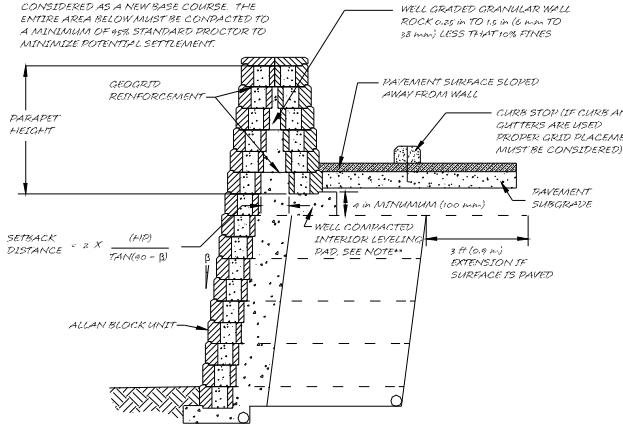 CONSIDERED AS A NEW BASE COURSE. THE
ENTIRE AREA BELOW MUST BE COMPACTED TO
A MINIMUM OF 95% STANDARD PROCTOR TO
MINIMIZE POTENTIAL SETTLEMENT.
WELL GRADED GRANULAR WALL
ROCK 0.25 in TO 1.5 in (6 mm TO
38 mm) LESS THAT 10% FINES
GEOGRID
REINFORCEMENT
PAVEMENT SURFACE SLOPED
AWAY FROM WALL
CURB STOP (IF CURB AN
GUTTERS ARE USED
PROPER GRID PLACEME
MUST BE CONSIDERED)
PARAPET
HEIGHT
PAVEMENT
SUBGRADE
4 in MINUMUM (100 mm)
WELL COMPACTED
INTERIOR LEVELING
PAD, SEE NOTE**
SETBACK
DISTANCE = 2 X (HP)
TAN(90 - β)
β
3 ft (0.9 m)
EXTENSION IF
SURFACE IS PAVED
ALLAN BLOCK UNIT